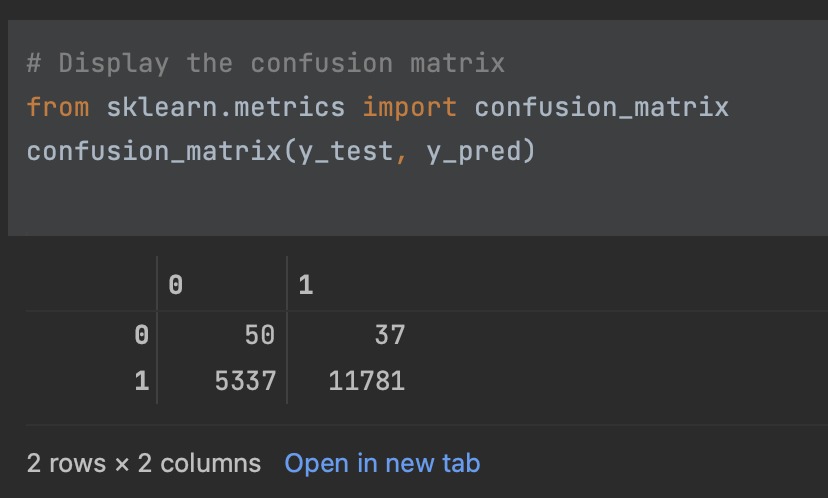 # Display the confusion matrix
from sklearn.metrics import confusion_matrix
confusion_matrix(y_test, y_pred)
0 1
0 50 37
1 5337 11781
2 rows × 2 columns Open in new tab